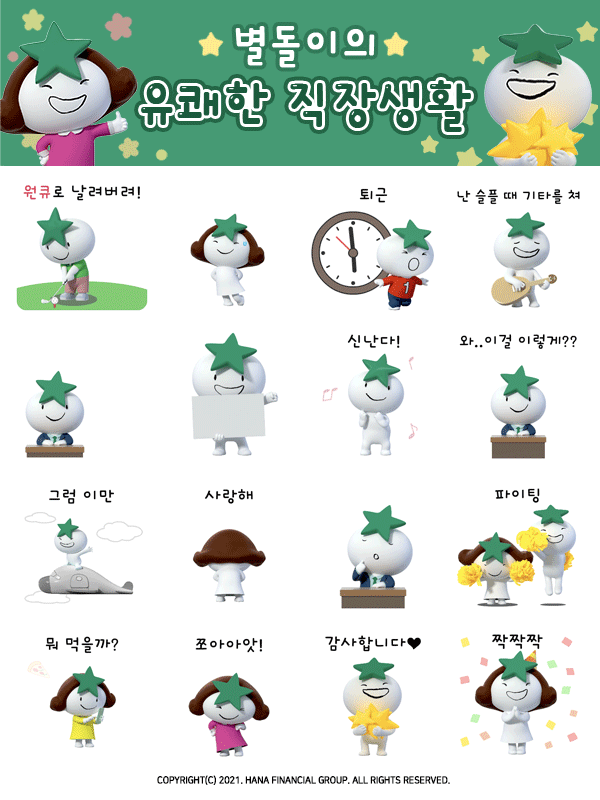 별돌이의
유쾌한 직장생활
원큐로 날려버려!
퇴근
1
난 슬플 때 기타를 쳐
신난다!
와..이걸 이렇게??
그럼 이만
사랑해
파이팅
뭐 먹을까?
쪼아아앗!
감사합니다♥
짝짝짝
COPYRIGHT(C) 2021. HANA FINANCIAL GROUP. ALL RIGHTS RESERVED.